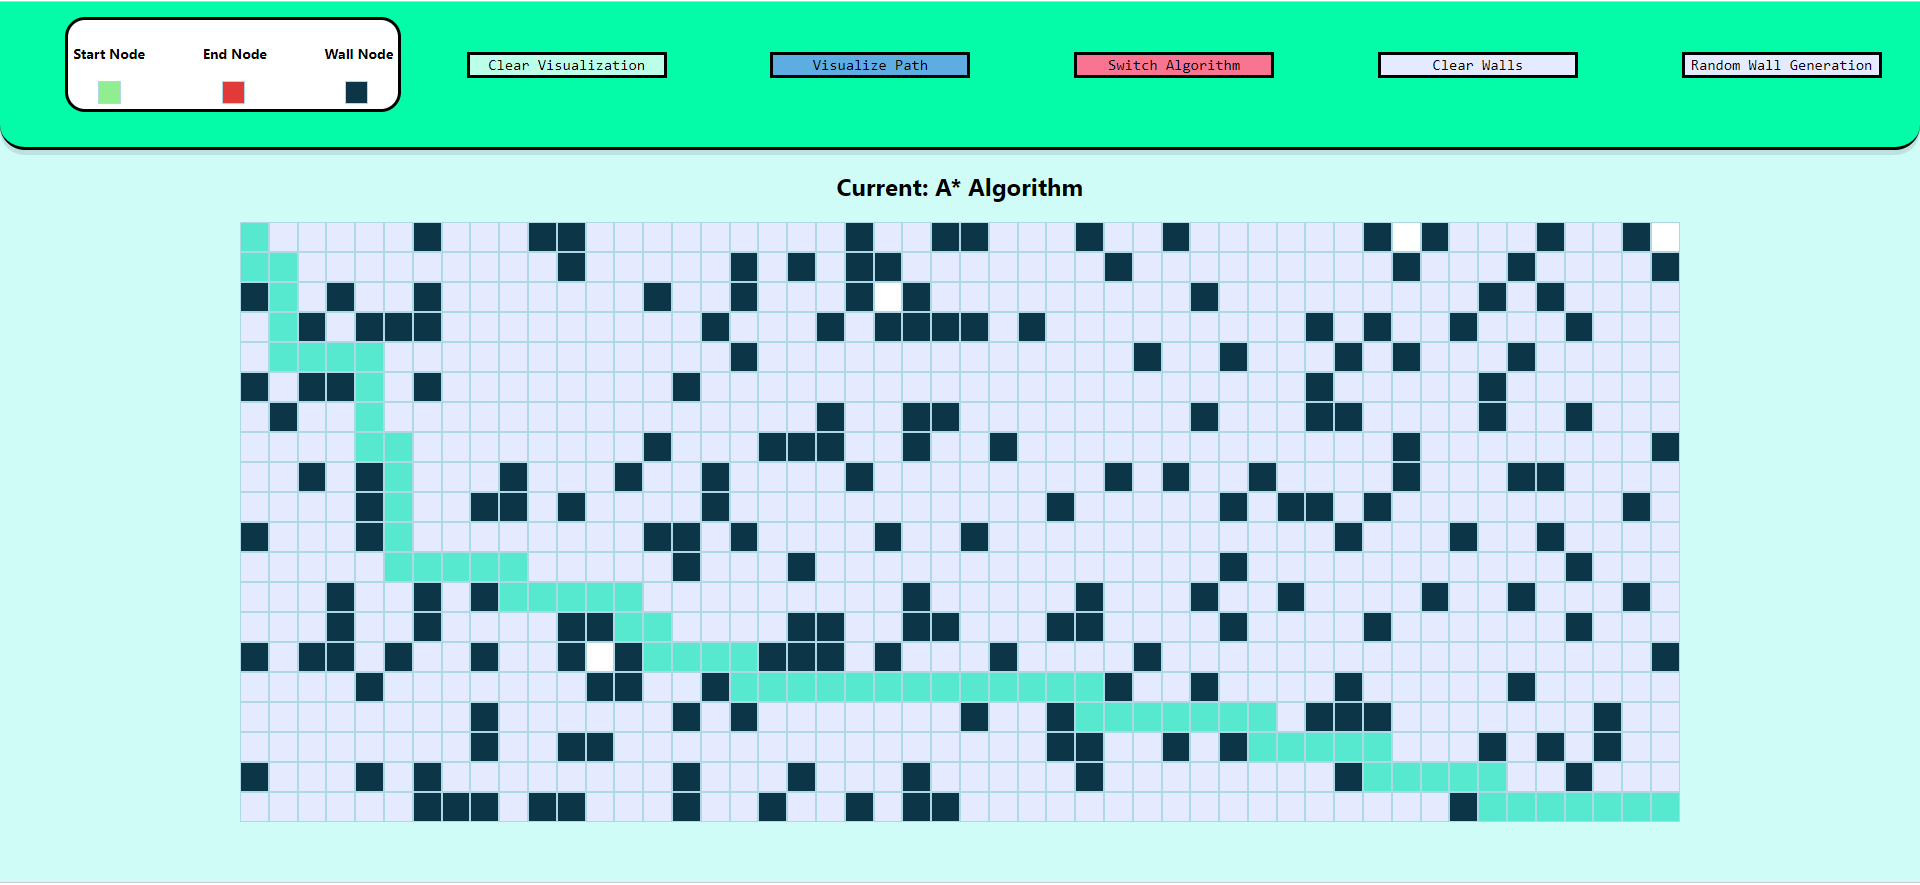 Start Node
End Node
Wall Node
Clear Visualization
Visualize Path
Switch Algorithm
Clear Walls
Random Wall Generation
Current: A* Algorithm